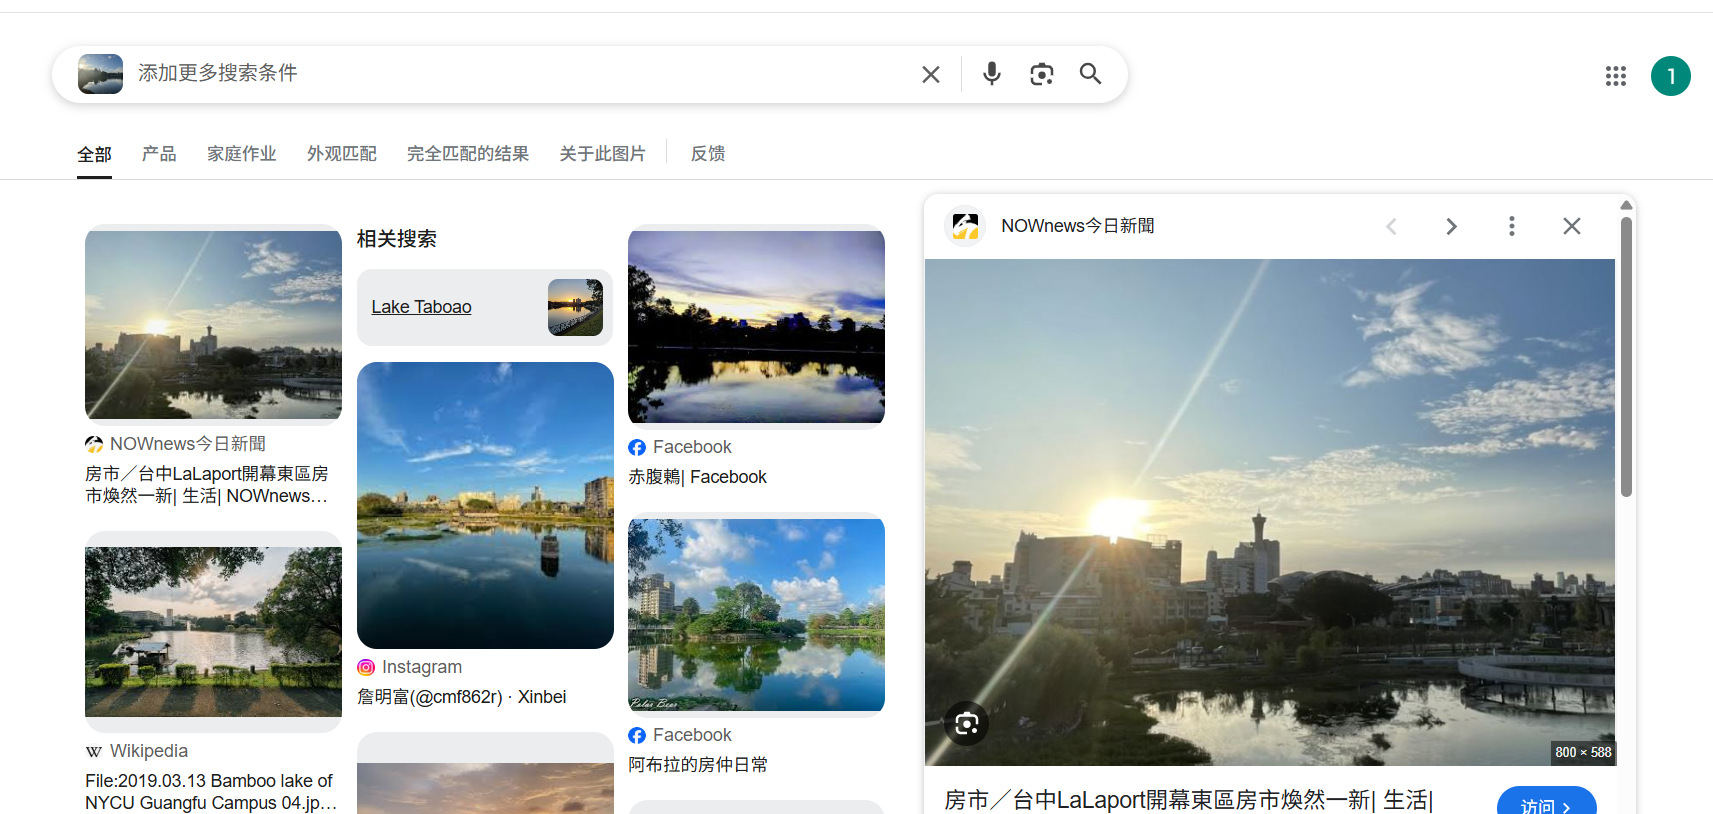 添加更多搜索条件
1
全部
产品
家庭作业
外观匹配
完全匹配的结果
关于此图片
反馈
NOWnews今日新聞
房市／台中LaLaport開幕東區房
市煥然一新| 生活| NOWnews…
Wikipedia
File:2019.03.13 Bamboo lake of
NYCU Guangfu Campus 04.jp…
相关搜索
Lake Taboao
Instagram
詹明富(@cmf862r) · Xinbei
Facebook
赤腹鶇| Facebook
Polar Bear
Facebook
阿布拉的房仲日常
NOWnews今日新聞
800 × 588
房市／台中LaLaport開幕東區房市煥然一新| 生活|
访问